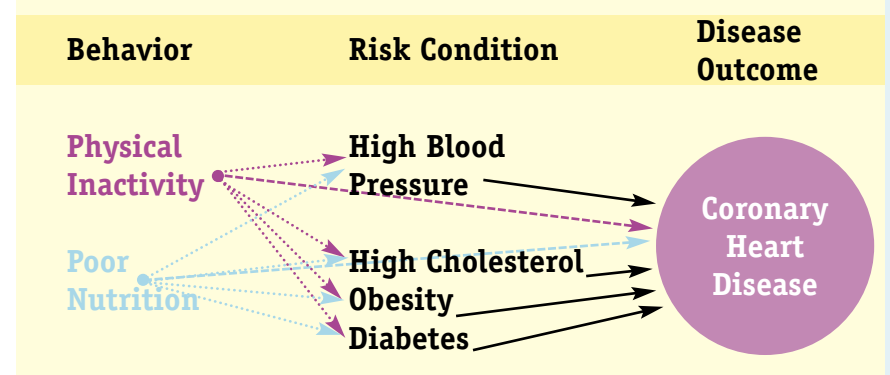 Behavior
Risk Condition
Disease
Outcome
Physical
Inactivity
Poor
Nutrition
High Blood
Pressure
High Cholesterol
Obesity
Diabetes
Coronary
Heart
Disease